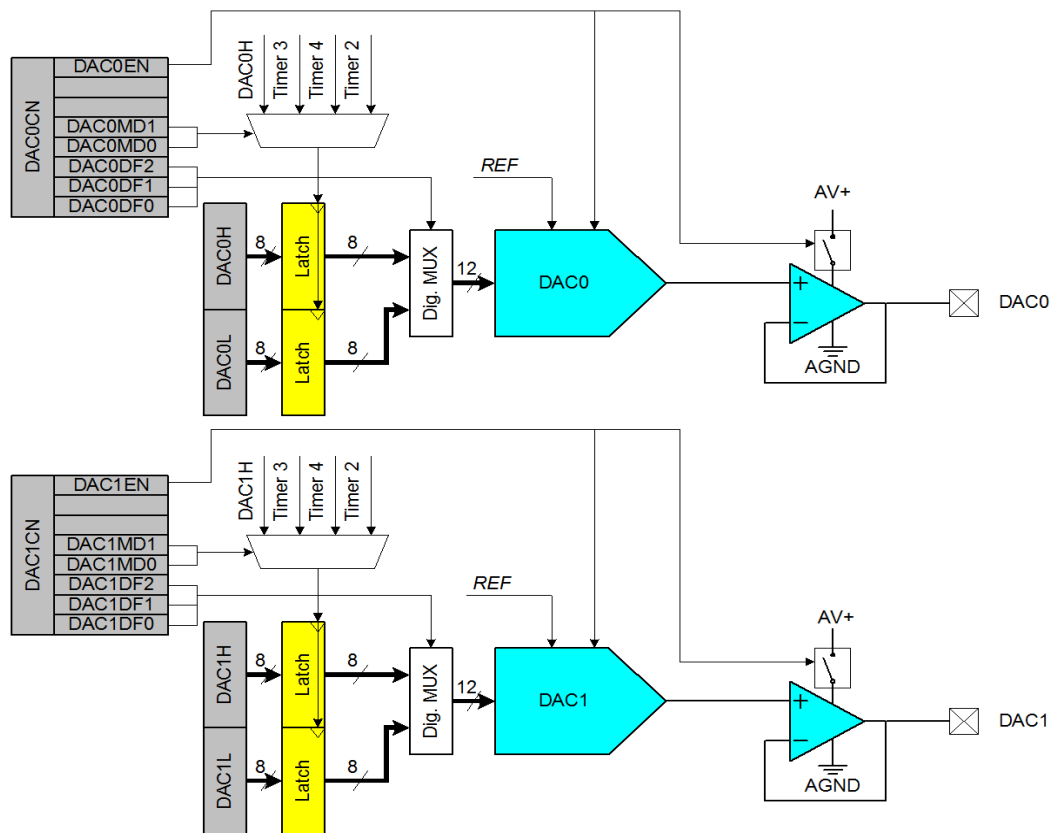 DAC0CN
DAC0EN
DAC0MD1
DAC0MD0
DAC0DF2
DAC0DF1
DAC0DF0
DAC0H
Timer 3
Timer 4
Timer 2
REF
AV+
DAC0H
8
Latch
8
Dig. MUX
12
DAC0
+
−
DAC0
DAC0L
8
Latch
8
AGND
DAC1CN
DAC1EN
DAC1MD1
DAC1MD0
DAC1DF2
DAC1DF1
DAC1DF0
DAC1H
Timer 3
Timer 4
Timer 2
REF
AV+
DAC1H
8
Latch
8
Dig. MUX
12
DAC1
+
−
DAC1
DAC1L
8
Latch
8
AGND